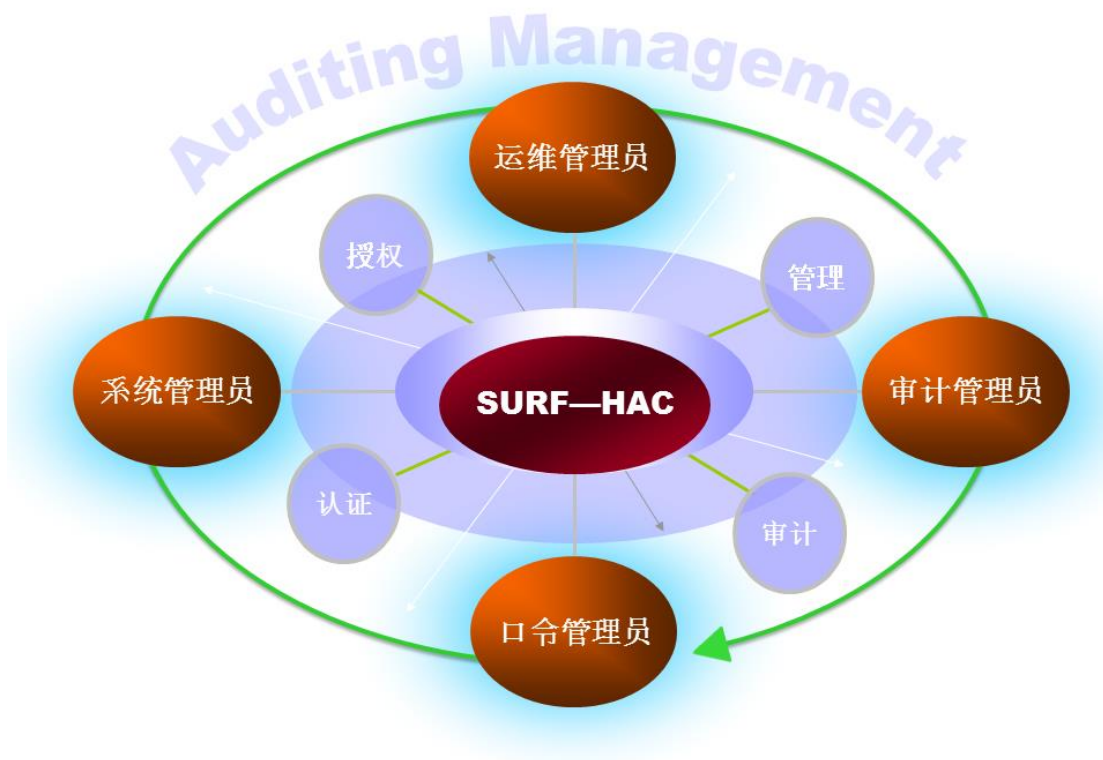 Auditing Management
运维管理员
授权
管理
系统管理员
SURF—HAC
审计管理员
认证
审计
口令管理员